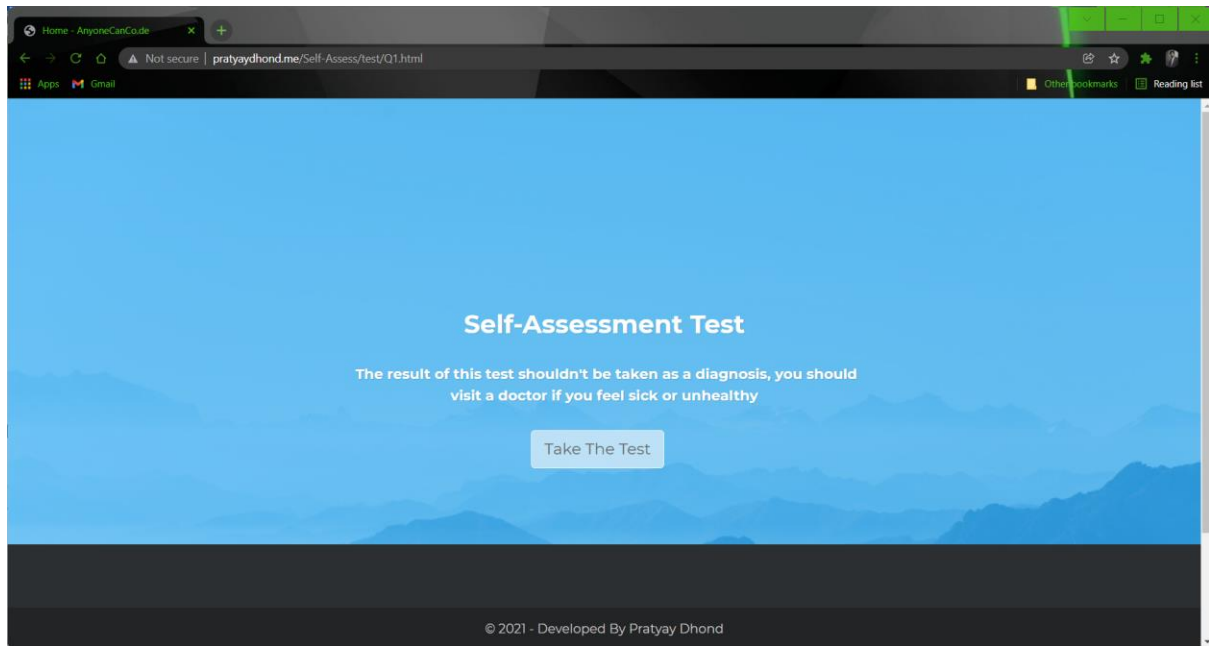 Home - AnyoneCanCo.de
Not secure | pratyaydhond.me/Self-Assess/test/Q1.html
Apps Gmail Other bookmarks Reading list
Self-Assessment Test
The result of this test shouldn't be taken as a diagnosis, you should
visit a doctor if you feel sick or unhealthy
Take The Test
© 2021 - Developed By Pratyay Dhond